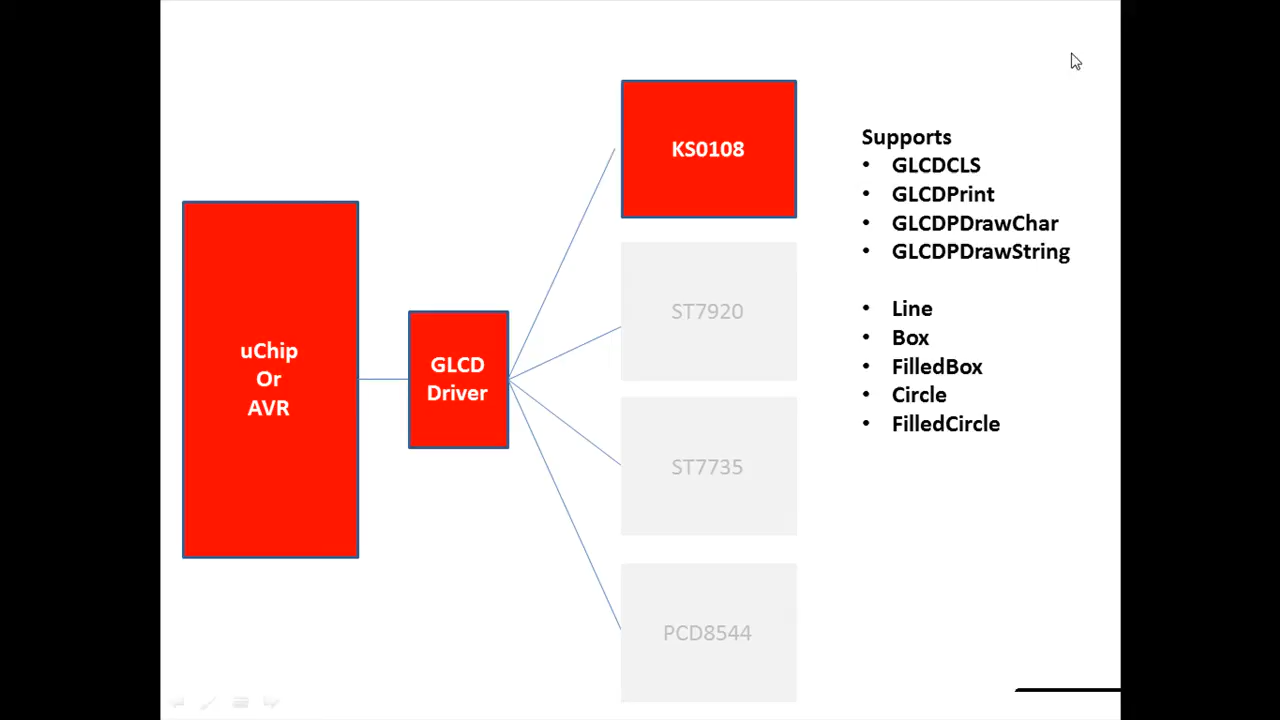 uChip
Or
AVR
GLCD
Driver
KS0108
ST7920
ST7735
PCD8544
Supports
• GLCDCLS
• GLCDPrint
• GLCDPDrawChar
• GLCDPDrawString
• Line
• Box
• FilledBox
• Circle
• FilledCircle